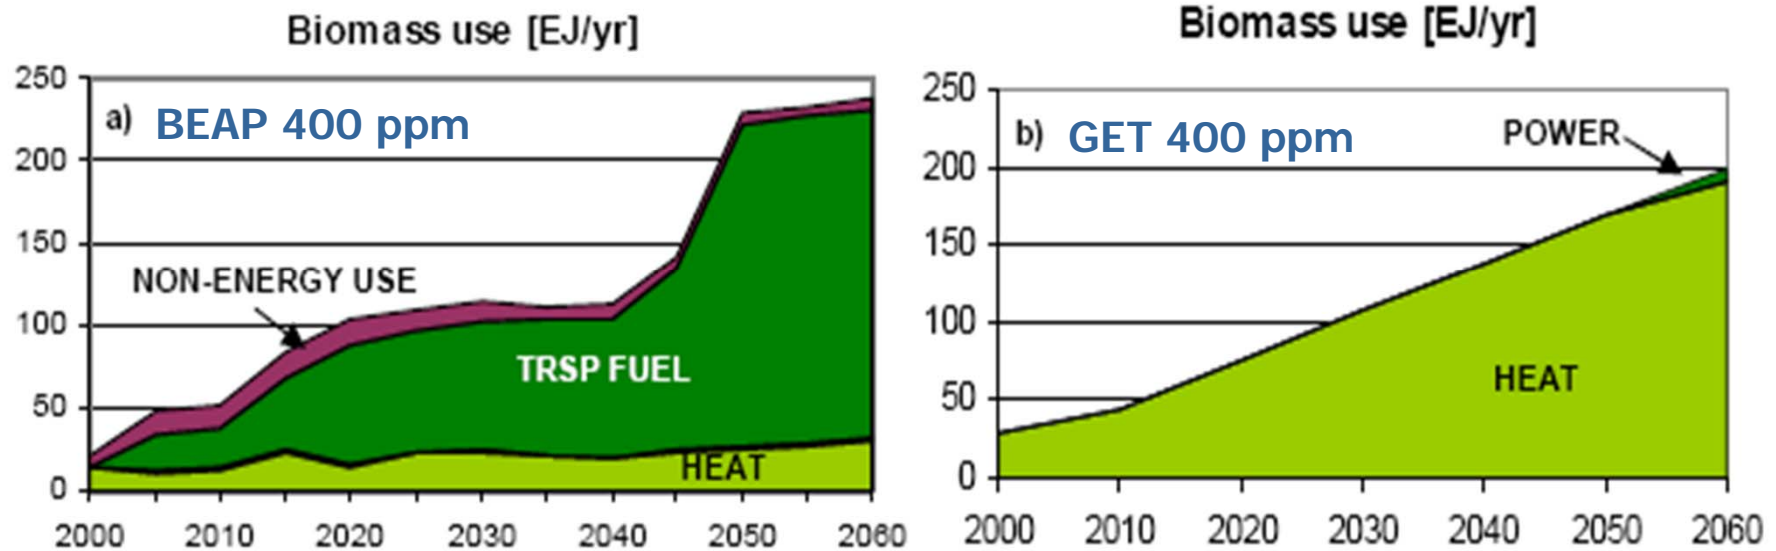 Biomass use [EJ/yr]
250
200
150
100
50
0
a) BEAP 400 ppm
NON-ENERGY USE
TRSP FUEL
HEAT
2000 2010 2020 2030 2040 2050 2060
Biomass use [EJ/yr]
250
200
150
100
50
0
b) GET 400 ppm
POWER
HEAT
2000 2010 2020 2030 2040 2050 2060